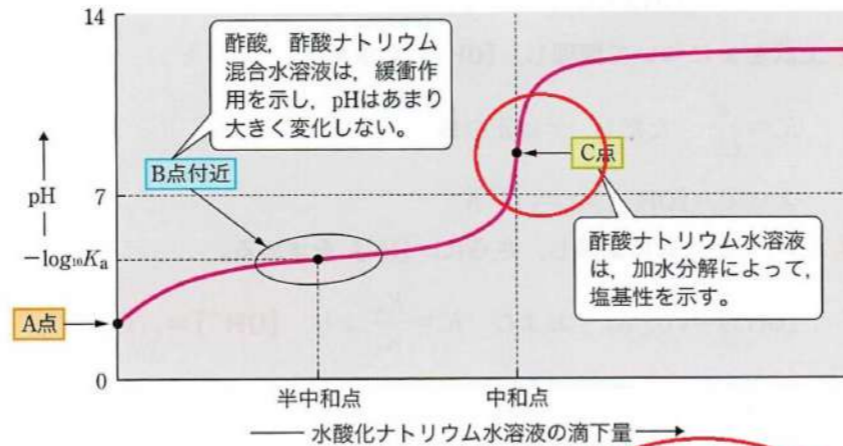 14
酢酸，酢酸ナトリウム
混合水溶液は，緩衝作
用を示し，pHはあまり
大きく変化しない。
B点付近
C点
pH
7
−log₁₀Kₐ
酢酸ナトリウム水溶液
は，加水分解によって，
塩基性を示す。
A点
0
半中和点
中和点
水酸化ナトリウム水溶液の滴下量